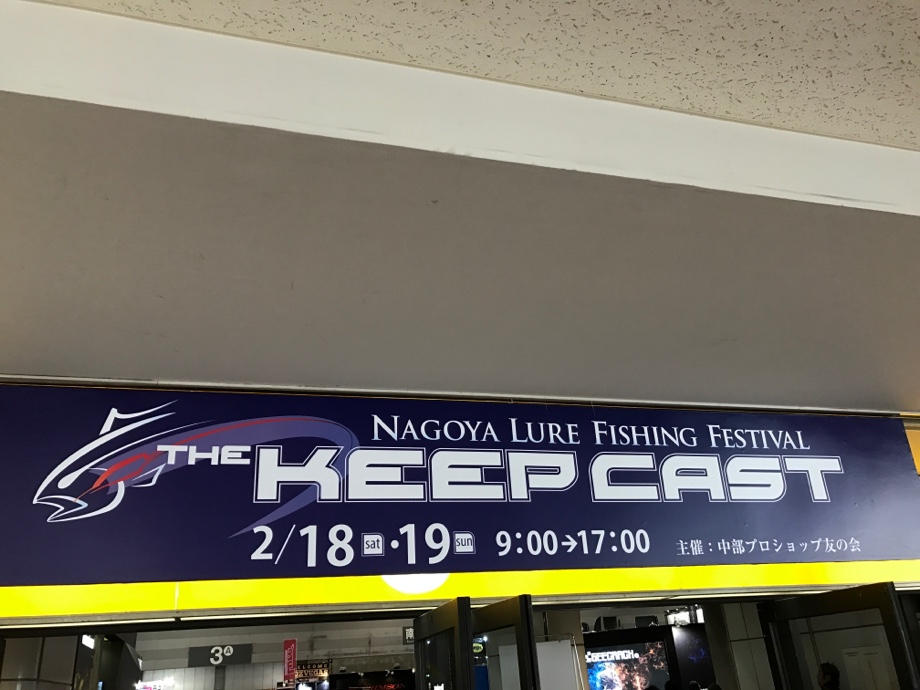 NAGOYA LURE FISHING FESTIVAL
THE KEEP CAST
2/18 sat ・19 sun 9:00→17:00 主催：中部プロショップ友の会
3A
WELCOME